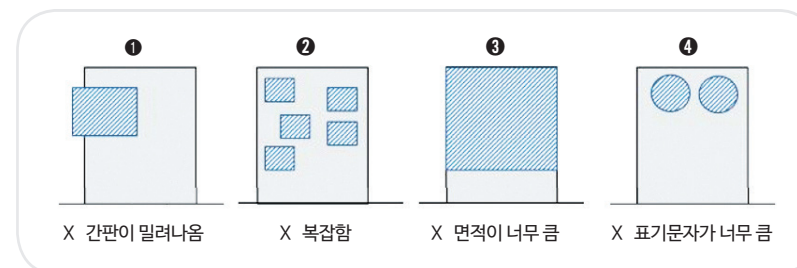 ❶
❷
❸
❹
X 간판이 밀려나옴
X 복잡함
X 면적이 너무 큼
X 표기문자가 너무 큼